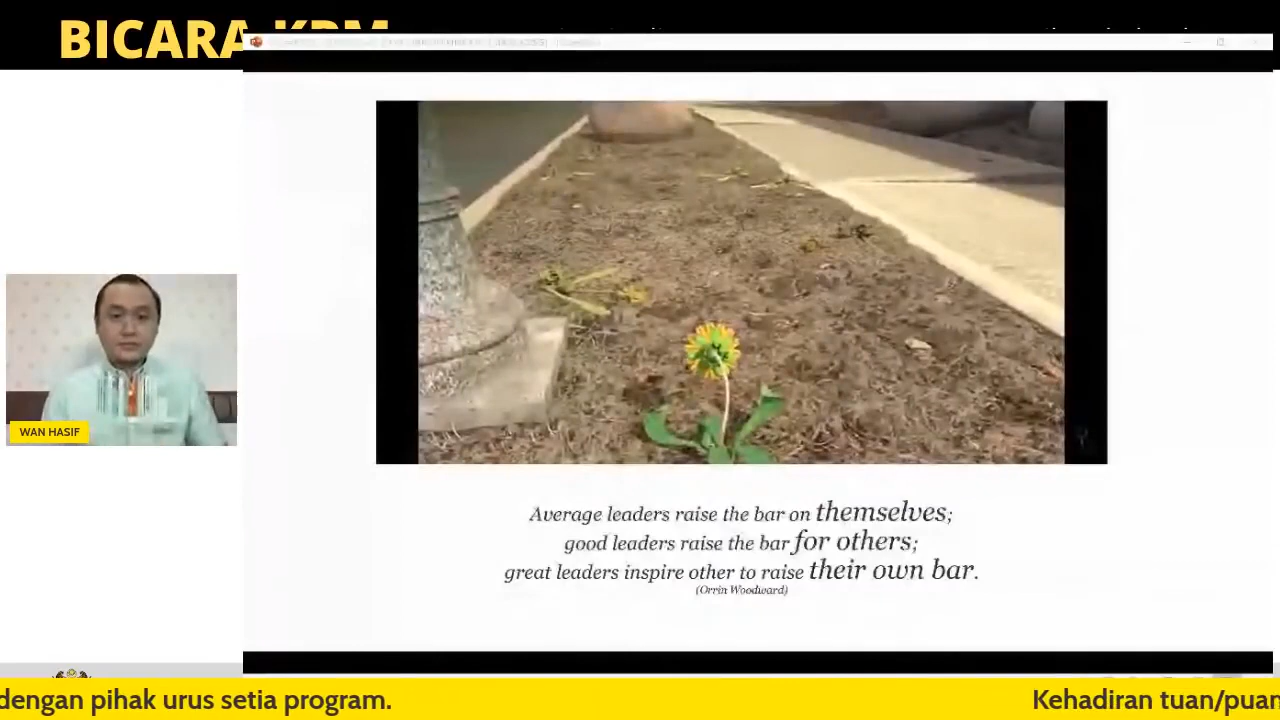 BICARA KPM
WAN HASIF
Average leaders raise the bar on themselves;
good leaders raise the bar for others;
great leaders inspire other to raise their own bar.
(Orrin Woodward)
dengan pihak urus setia program.
Kehadiran tuan/puan